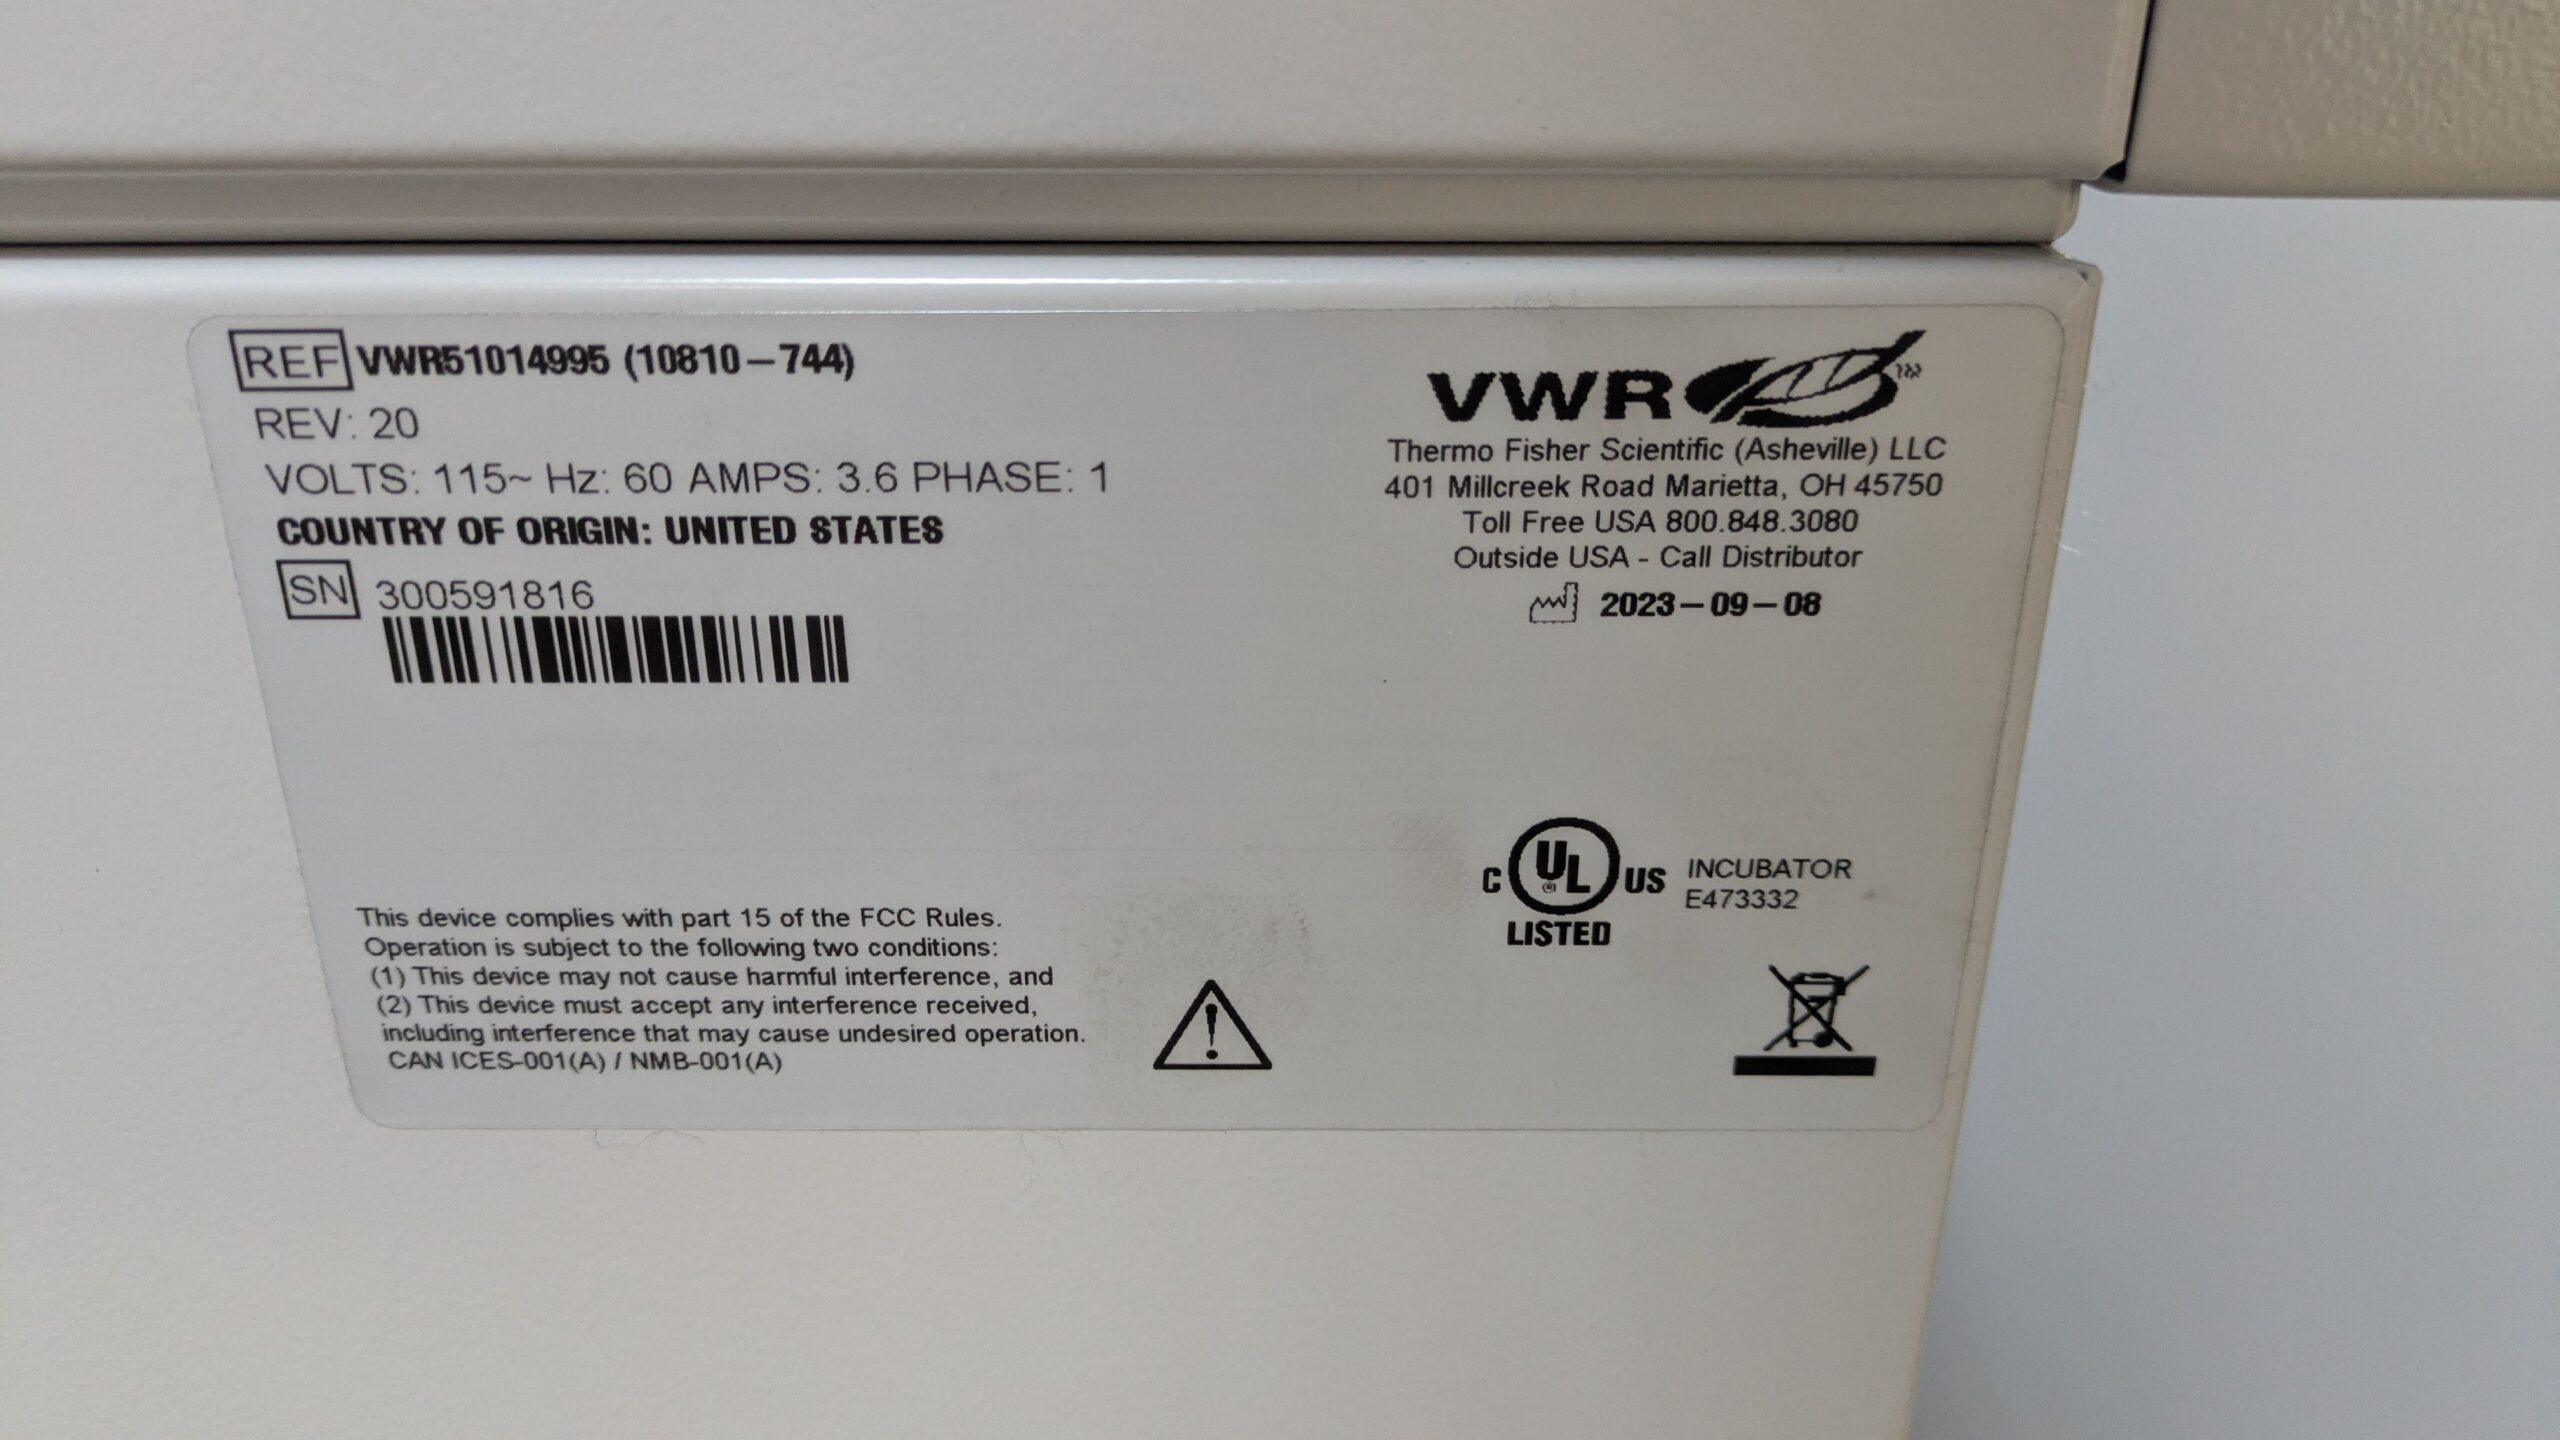 REF VWR51014995 (10810-744)
REV: 20
VOLTS: 115~ Hz: 60 AMPS: 3.6 PHASE: 1
COUNTRY OF ORIGIN: UNITED STATES
SN 300591816
VWR
Thermo Fisher Scientific (Asheville) LLC
401 Millcreek Road Marietta, OH 45750
Toll Free USA 800.848.3080
Outside USA - Call Distributor
2023-09-08
C UL ® US
LISTED
INCUBATOR
E473332
This device complies with part 15 of the FCC Rules.
Operation is subject to the following two conditions:
(1) This device may not cause harmful interference, and
(2) This device must accept any interference received,
including interference that may cause undesired operation.
CAN ICES-001(A) / NMB-001(A)